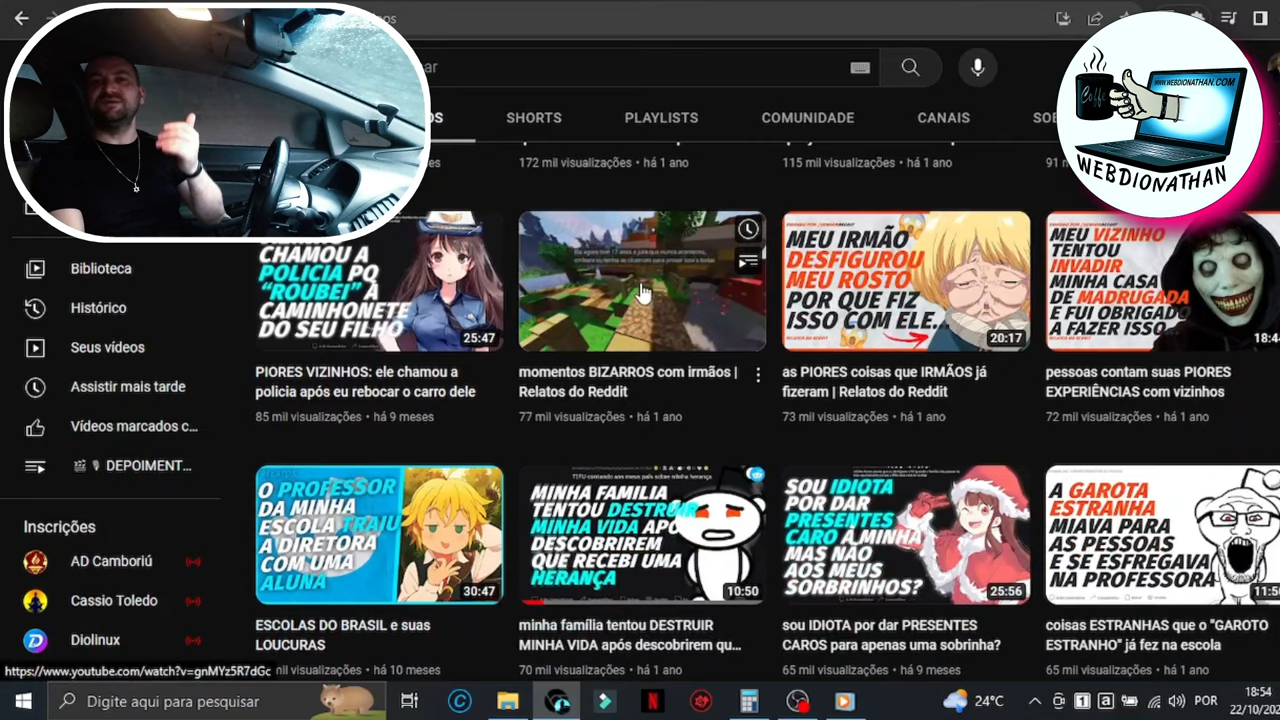 SHORTS
PLAYLISTS
COMUNIDADE
CANAIS
172 mil visualizações • há 1 ano
115 mil visualizações • há 1 ano
Coffe
WWW.WEBDIONATHAN.COM
WEBDIONATHAN
Biblioteca
Histórico
Seus vídeos
Assistir mais tarde
Vídeos marcados c...
DEPOIMENT...
Inscrições
AD Camboriú
Cassio Toledo
Diolinux
CHAMOU A
POLICIA PQ
“ROUBEI” A
CAMINHONETE
DO SEU FILHO
25:47
PIORES VIZINHOS: ele chamou a
policia após eu rebocar o carro dele
85 mil visualizações • há 9 meses
momentos BIZARROS com irmãos |
Relatos do Reddit
77 mil visualizações • há 1 ano
MEU IRMÃO
DESFIGUROU
MEU ROSTO
POR QUE FIZ
ISSO COM ELE...
20:17
as PIORES coisas que IRMÃOS já
fizeram | Relatos do Reddit
73 mil visualizações • há 1 ano
MEU VIZINHO
TENTOU
INVADIR
MINHA CASA
DE MADRUGADA
E FUI OBRIGADO
A FAZER ISSO...
pessoas contam suas PIORES
EXPERIÊNCIAS com vizinhos
72 mil visualizações • há 1 ano
O PROFESSOR
DA MINHA
ESCOLA TRAIU
A DIRETORA
COM UMA
ALUNA
30:47
ESCOLAS DO BRASIL e suas
LOUCURAS
há 10 meses
MINHA FAMILIA
TENTOU DESTRUIR
MINHA VIDA APÓS
DESCOBRIREM
QUE RECEBI UMA
HERANÇA
10:50
minha família tentou DESTRUIR
MINHA VIDA após descobrirem qu...
70 mil visualizações • há 1 ano
SOU IDIOTA
POR DAR
PRESENTES
CARO A MINHA
MAS NÃO
AOS MEUS
SOBRINHOS?
25:56
sou IDIOTA por dar PRESENTES
CAROS para apenas uma sobrinha?
65 mil visualizações • há 9 meses
A GAROTA
ESTRANHA
MIAVA PARA
AS PESSOAS
E SE ESFREGAVA
NA PROFESSORA
coisas ESTRANHAS que o "GAROTO
ESTRANHO" já fez na escola
65 mil visualizações • há 1 ano
https://www.youtube.com/watch?v=gnMYz5R7dGc
Digite aqui para pesquisar
24°C
POR
18:54